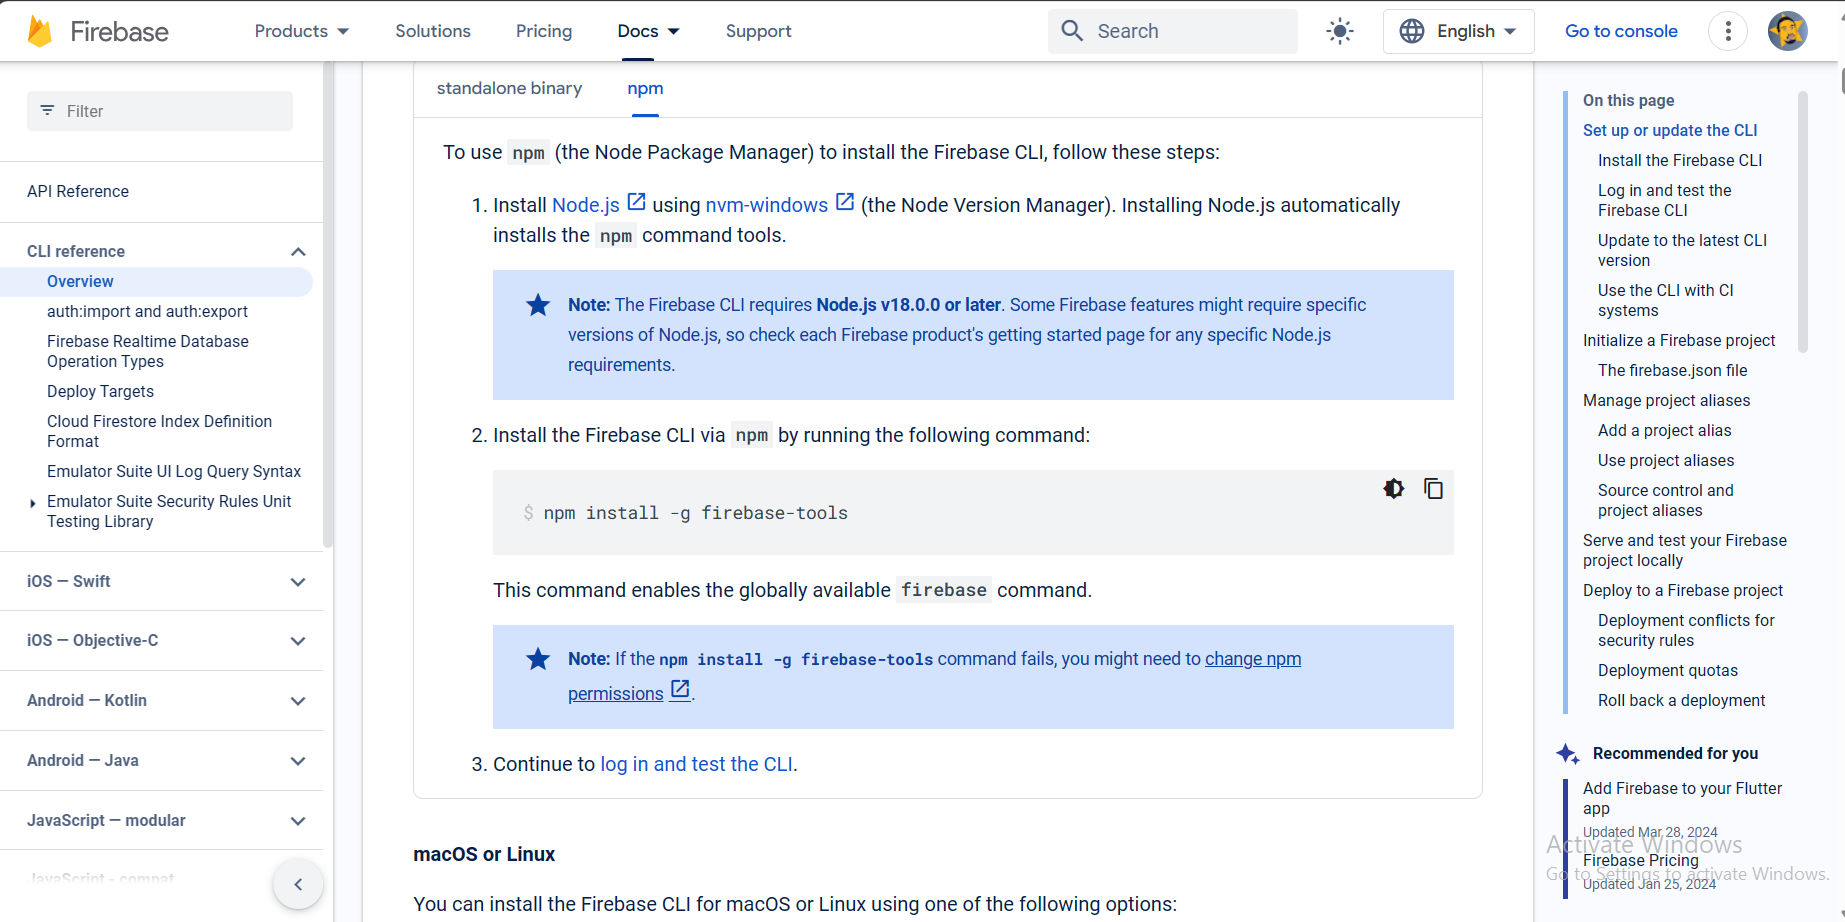 Firebase
Products
Solutions
Pricing
Docs
Support
Search
English
Go to console
Filter
API Reference
CLI reference
Overview
auth:import and auth:export
Firebase Realtime Database
Operation Types
Deploy Targets
Cloud Firestore Index Definition
Format
Emulator Suite UI Log Query Syntax
Emulator Suite Security Rules Unit
Testing Library
iOS — Swift
iOS — Objective-C
Android — Kotlin
Android — Java
JavaScript — modular
JavaScript - compat
standalone binary
npm
To use npm (the Node Package Manager) to install the Firebase CLI, follow these steps:
1. Install Node.js using nvm-windows (the Node Version Manager). Installing Node.js automatically
installs the npm command tools.
Note: The Firebase CLI requires Node.js v18.0.0 or later. Some Firebase features might require specific
versions of Node.js, so check each Firebase product's getting started page for any specific Node.js
requirements.
2. Install the Firebase CLI via npm by running the following command:
$ npm install -g firebase-tools
This command enables the globally available firebase command.
Note: If the npm install -g firebase-tools command fails, you might need to change npm
permissions.
3. Continue to log in and test the CLI.
macOS or Linux
You can install the Firebase CLI for macOS or Linux using one of the following options:
On this page
Set up or update the CLI
Install the Firebase CLI
Log in and test the
Firebase CLI
Update to the latest CLI
version
Use the CLI with CI
systems
Initialize a Firebase project
The firebase.json file
Manage project aliases
Add a project alias
Use project aliases
Source control and
project aliases
Serve and test your Firebase
project locally
Deploy to a Firebase project
Deployment conflicts for
security rules
Deployment quotas
Roll back a deployment
Recommended for you
Add Firebase to your Flutter
app
Updated Mar 28, 2024
Firebase Pricing
Updated Jan 25, 2024
Activate Windows
Go to Settings to activate Windows.